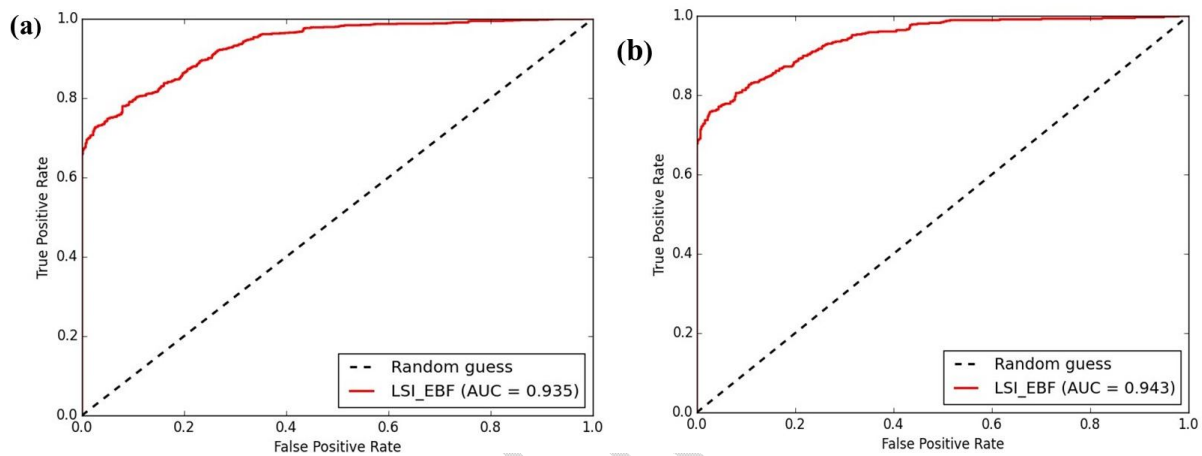 (a)
1.0
0.8
0.6
0.4
0.2
0.0
True Positive Rate
0.0 0.2 0.4 0.6 0.8 1.0
False Positive Rate
Random guess
LSI_EBF (AUC = 0.935)
(b)
1.0
0.8
0.6
0.4
0.2
0.0
True Positive Rate
0.0 0.2 0.4 0.6 0.8 1.0
False Positive Rate
Random guess
LSI_EBF (AUC = 0.943)